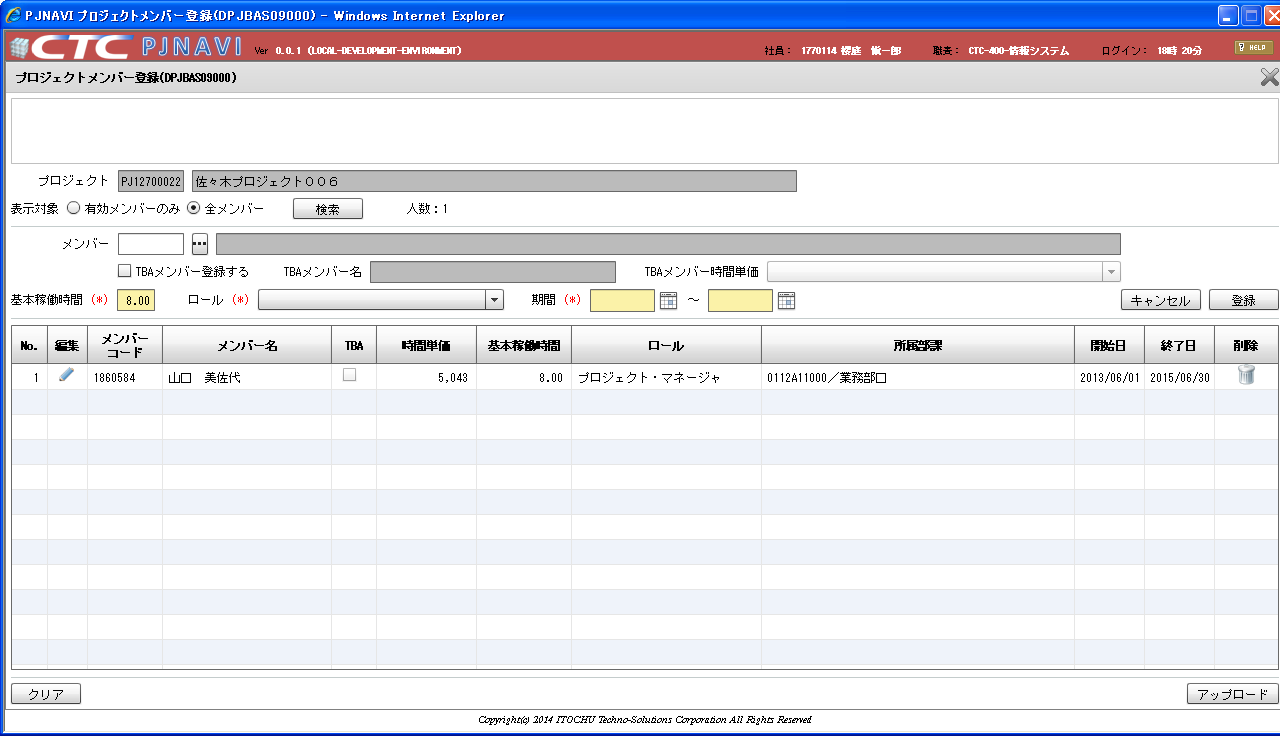 PJNAVI プロジェクトメンバー登録(DPJBAS09000) - Windows Internet Explorer
CTC PJNAVI Ver 0.0.1 (LOCAL-DEVELOPMENT-ENVIRONMENT) 社員： 1770114 櫻庭 愼一郎 職責： CTC-400-情報システム ログイン： 18時 20分 HELP
プロジェクトメンバー登録(DPJBAS09000)
プロジェクト PJ12700022 佐々木プロジェクト００６
表示対象 有効メンバーのみ 全メンバー 検索 人数：1
メンバー ...
TBAメンバー登録する TBAメンバー名 TBAメンバー時間単価
基本稼働時間 (*) 8.00 ロール (*) 期間 (*) ～ キャンセル 登録
No. 編集 メンバーコード メンバー名 TBA 時間単価 基本稼働時間 ロール 所属部課 開始日 終了日 削除
1 1860584 山口 美佐代 5,043 8.00 プロジェクト・マネージャ 0112A11000／業務部口 2013/06/01 2015/06/30
クリア アップロード
Copyright(c) 2014 ITOCHU Techno-Solutions Corporation All Rights Reserved